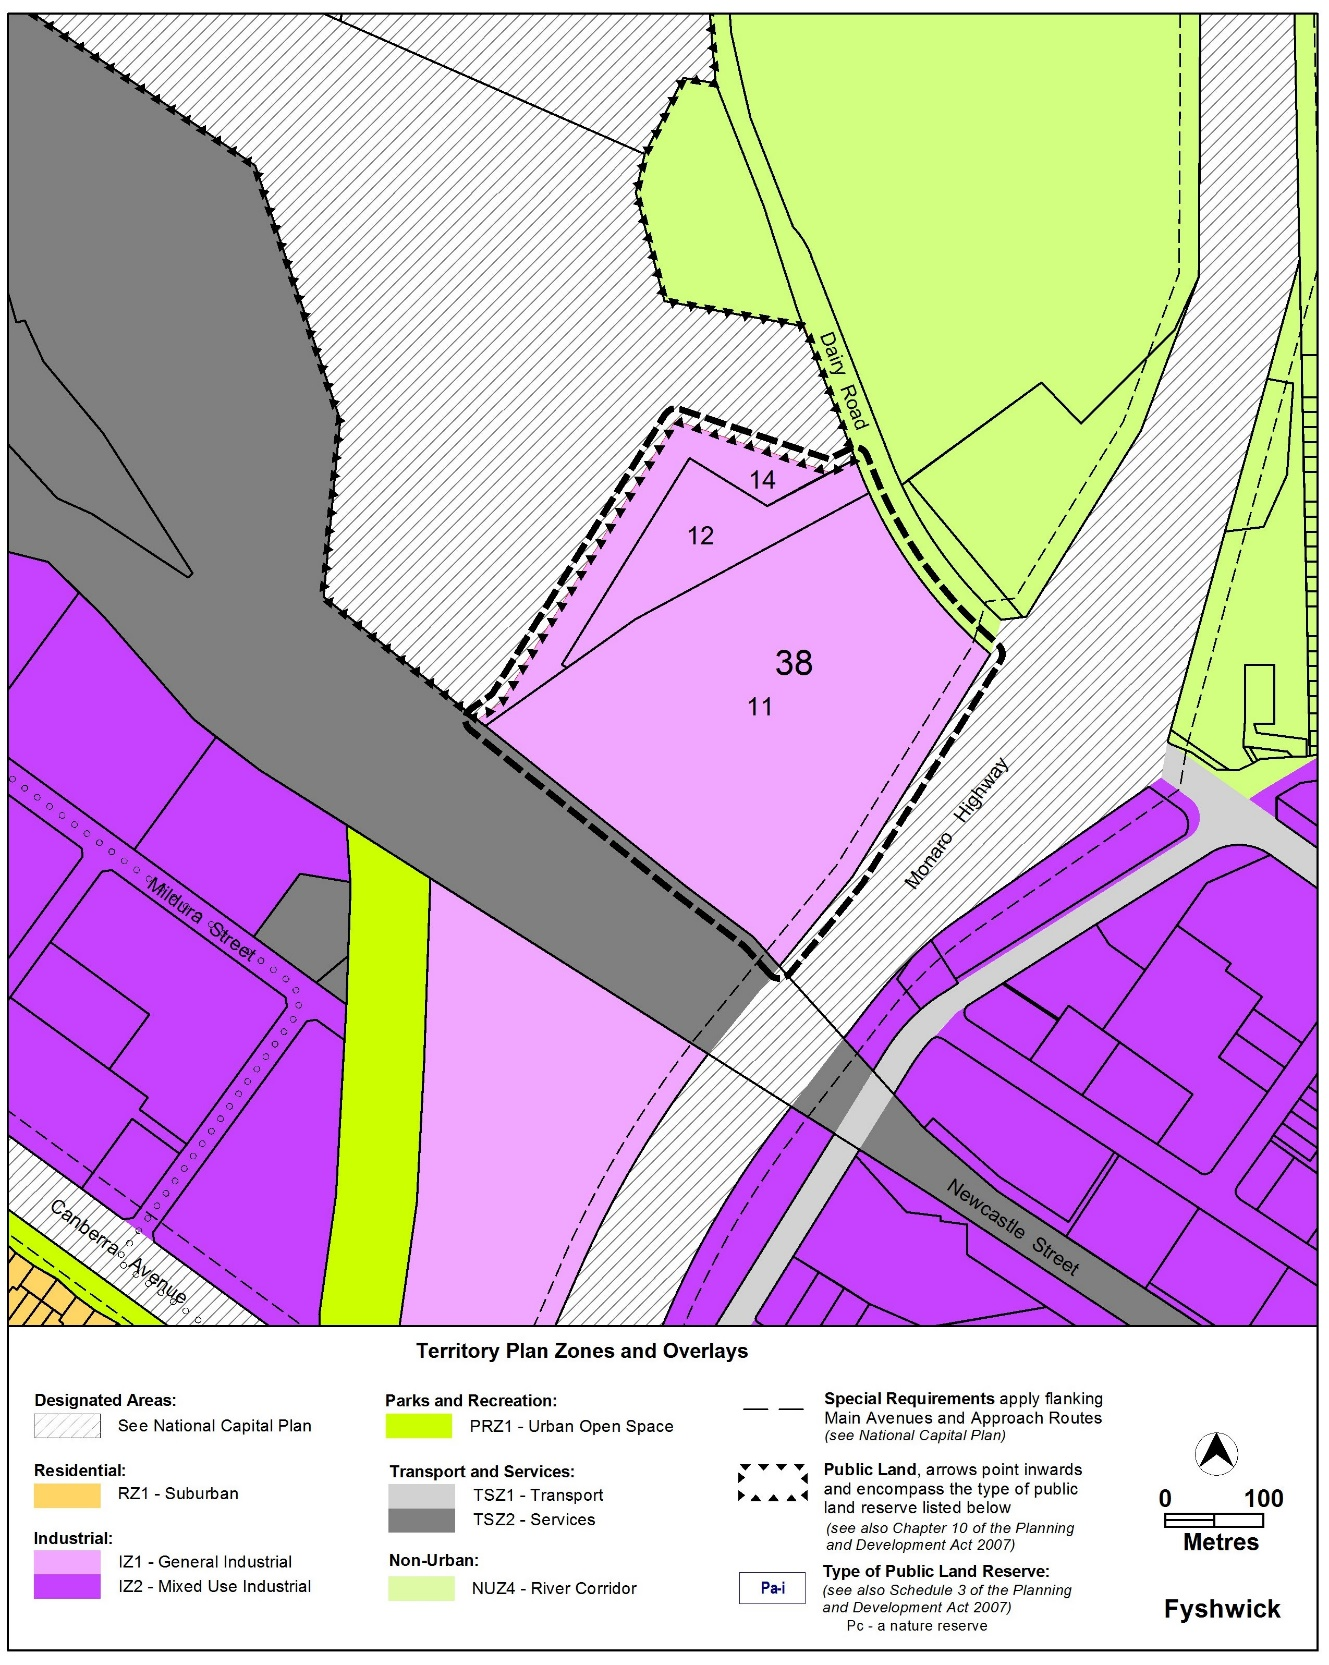 Dairy Road
14
12
38
11
Monaro Highway
Mildura Street
Newcastle Street
Canberra Avenue
Territory Plan Zones and Overlays
Designated Areas:
See National Capital Plan
Residential:
RZ1 - Suburban
Industrial:
IZ1 - General Industrial
IZ2 - Mixed Use Industrial
Parks and Recreation:
PRZ1 - Urban Open Space
Transport and Services:
TSZ1 - Transport
TSZ2 - Services
Non-Urban:
NUZ4 - River Corridor
Special Requirements apply flanking
Main Avenues and Approach Routes
(see National Capital Plan)
Public Land, arrows point inwards
and encompass the type of public
land reserve listed below
(see also Chapter 10 of the Planning
and Development Act 2007)
Pa-i
Type of Public Land Reserve:
(see also Schedule 3 of the Planning
and Development Act 2007)
Pc - a nature reserve
0 100
Metres
Fyshwick